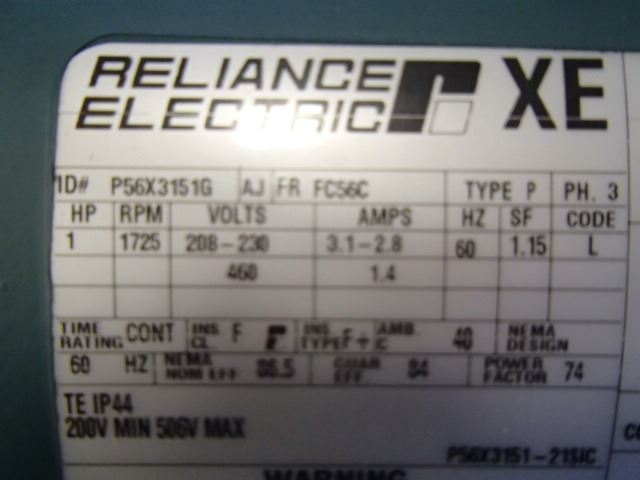 RELIANCE
ELECTRIC XE
ID# P56X3151G AJ FR FC56C TYPE P PH. 3
HP RPM VOLTS AMPS HZ SF CODE
1 1725 208-230 3.1-2.8 60 1.15 L
460 1.4
TIME RATING CONT INS CL. F INS TYPE F+ AMB C 40 NEMA DESIGN
60 HZ NEMA NOM EFF 86.5 GUAR EFF. 84 POWER FACTOR 74
TE IP44
200V MIN 506V MAX
P56X3151-21SIC
WARNING